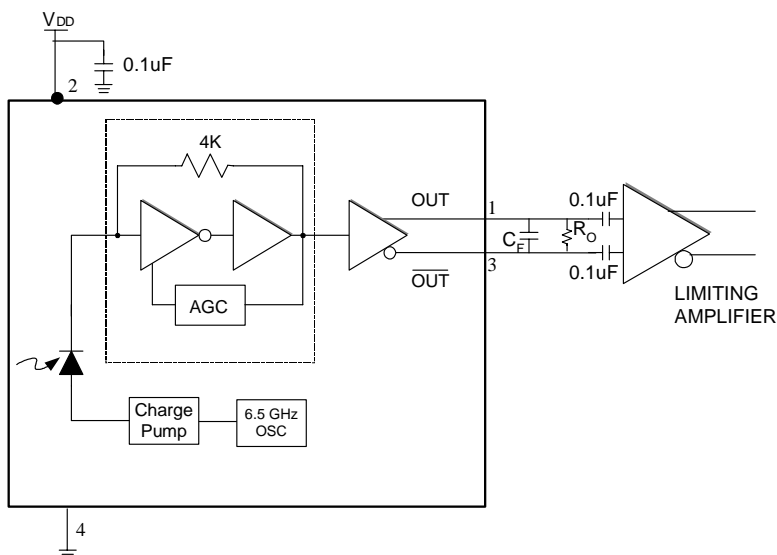 VDD
0.1uF
2
4K
OUT
1
0.1uF
CF
RO
OUT
3
0.1uF
AGC
LIMITING
AMPLIFIER
Charge
Pump
6.5 GHz
OSC
4